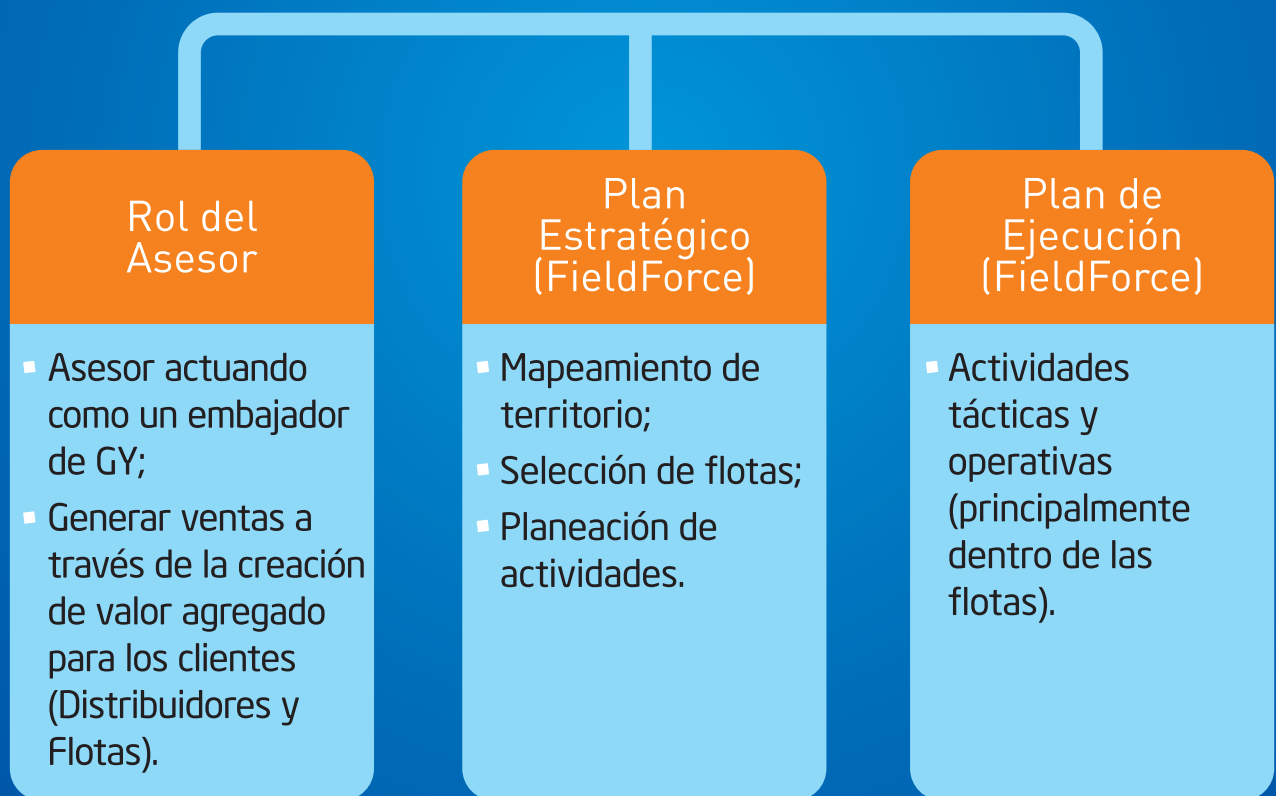 Rol del
Asesor
Asesor actuando
como un embajador
de GY;
Generar ventas a
través de la creación
de valor agregado
para los clientes
(Distribuidores y
Flotas).
Plan
Estratégico
(FieldForce)
Mapeamiento de
territorio;
Selección de flotas;
Planeación de
actividades.
Plan de
Ejecución
(FieldForce)
Actividades
tácticas y
operativas
(principalmente
dentro de las
flotas).